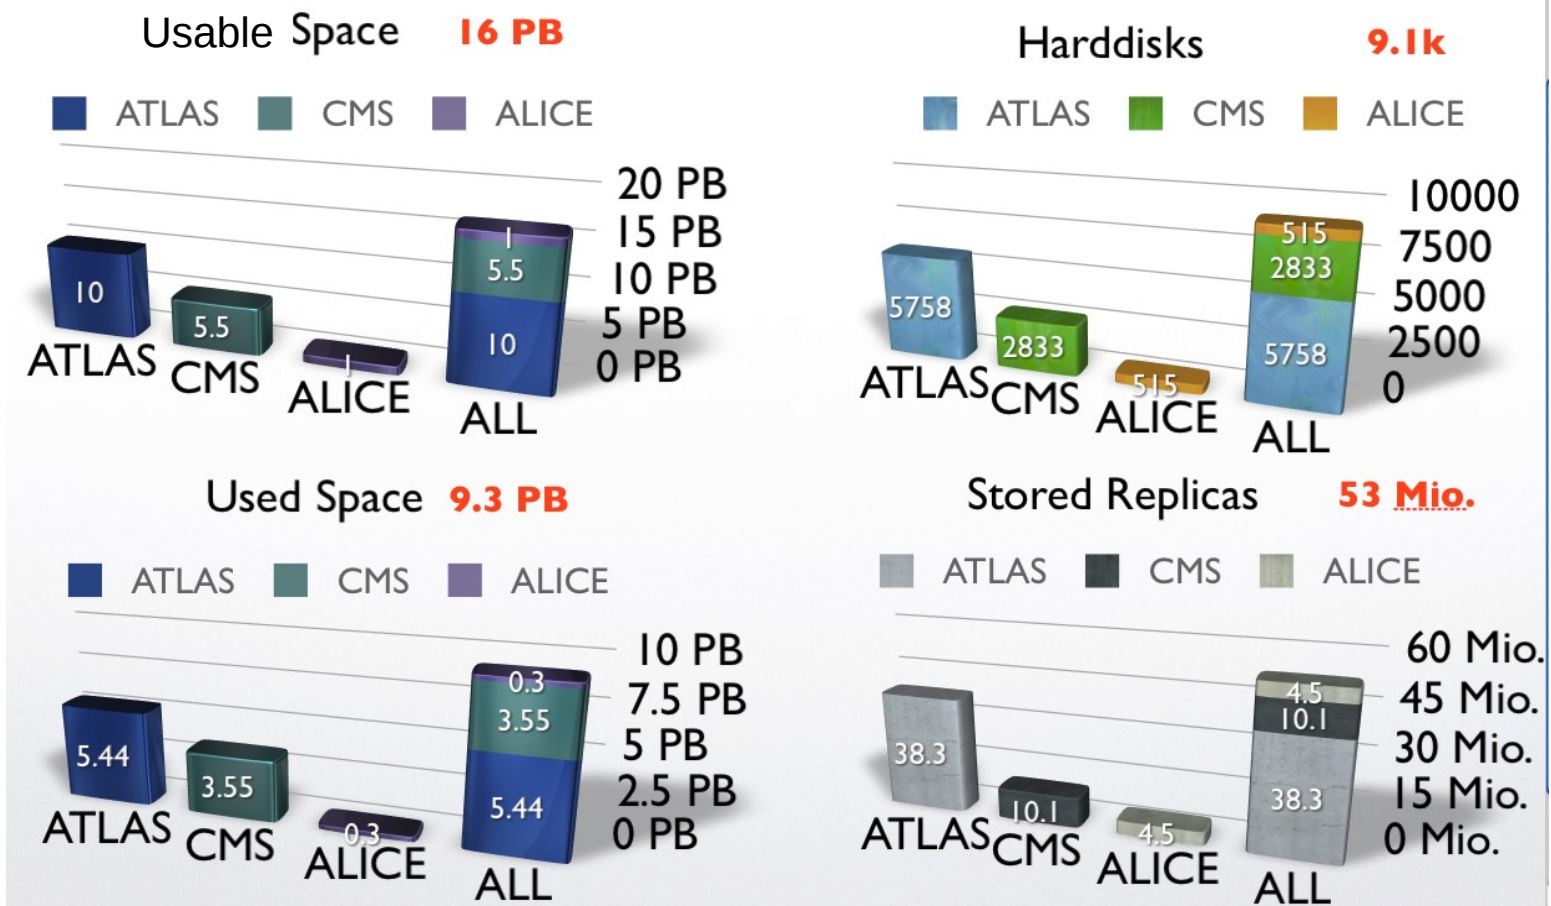 Usable Space 16 PB
ATLAS CMS ALICE
20 PB
15 PB
10 PB
5 PB
0 PB
10
5.5
1
1
5.5
10
ATLAS
CMS
ALICE
ALL
Harddisks 9.1k
ATLAS CMS ALICE
10000
7500
5000
2500
0
5758
2833
515
515
2833
5758
ATLAS
CMS
ALICE
ALL
Used Space 9.3 PB
ATLAS CMS ALICE
10 PB
7.5 PB
5 PB
2.5 PB
0 PB
5.44
3.55
0.3
0.3
3.55
5.44
ATLAS
CMS
ALICE
ALL
Stored Replicas 53 Mio.
ATLAS CMS ALICE
60 Mio.
45 Mio.
30 Mio.
15 Mio.
0 Mio.
38.3
10.1
4.5
4.5
10.1
38.3
ATLAS
CMS
ALICE
ALL